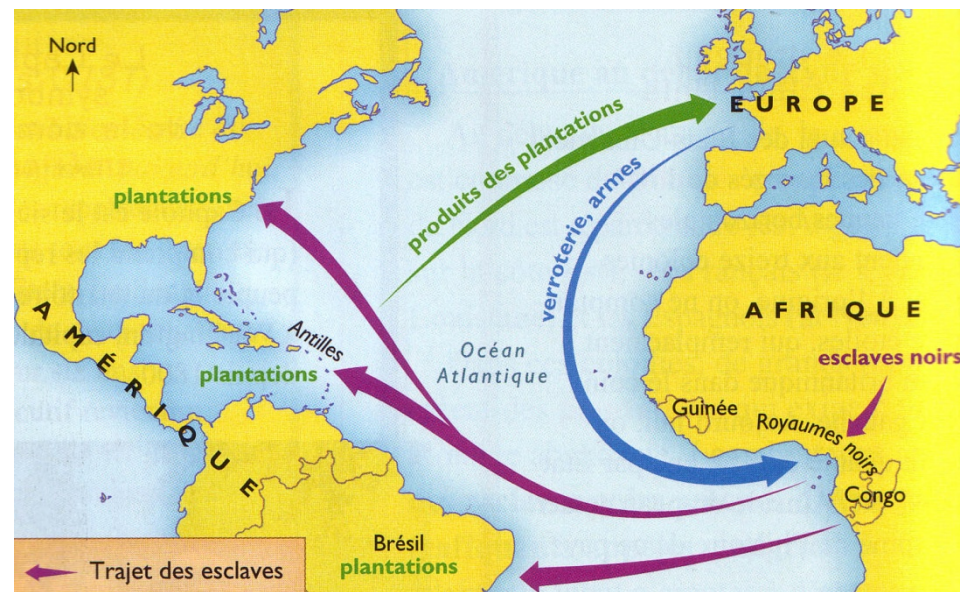 Nord
EUROPE
produits des plantations
verroterie, armes
plantations
AFRIQUE
AMÉRIQUE
Antilles
plantations
Océan
Atlantique
esclaves noirs
Guinée
Royaumes noirs
Congo
Brésil
plantations
Trajet des esclaves